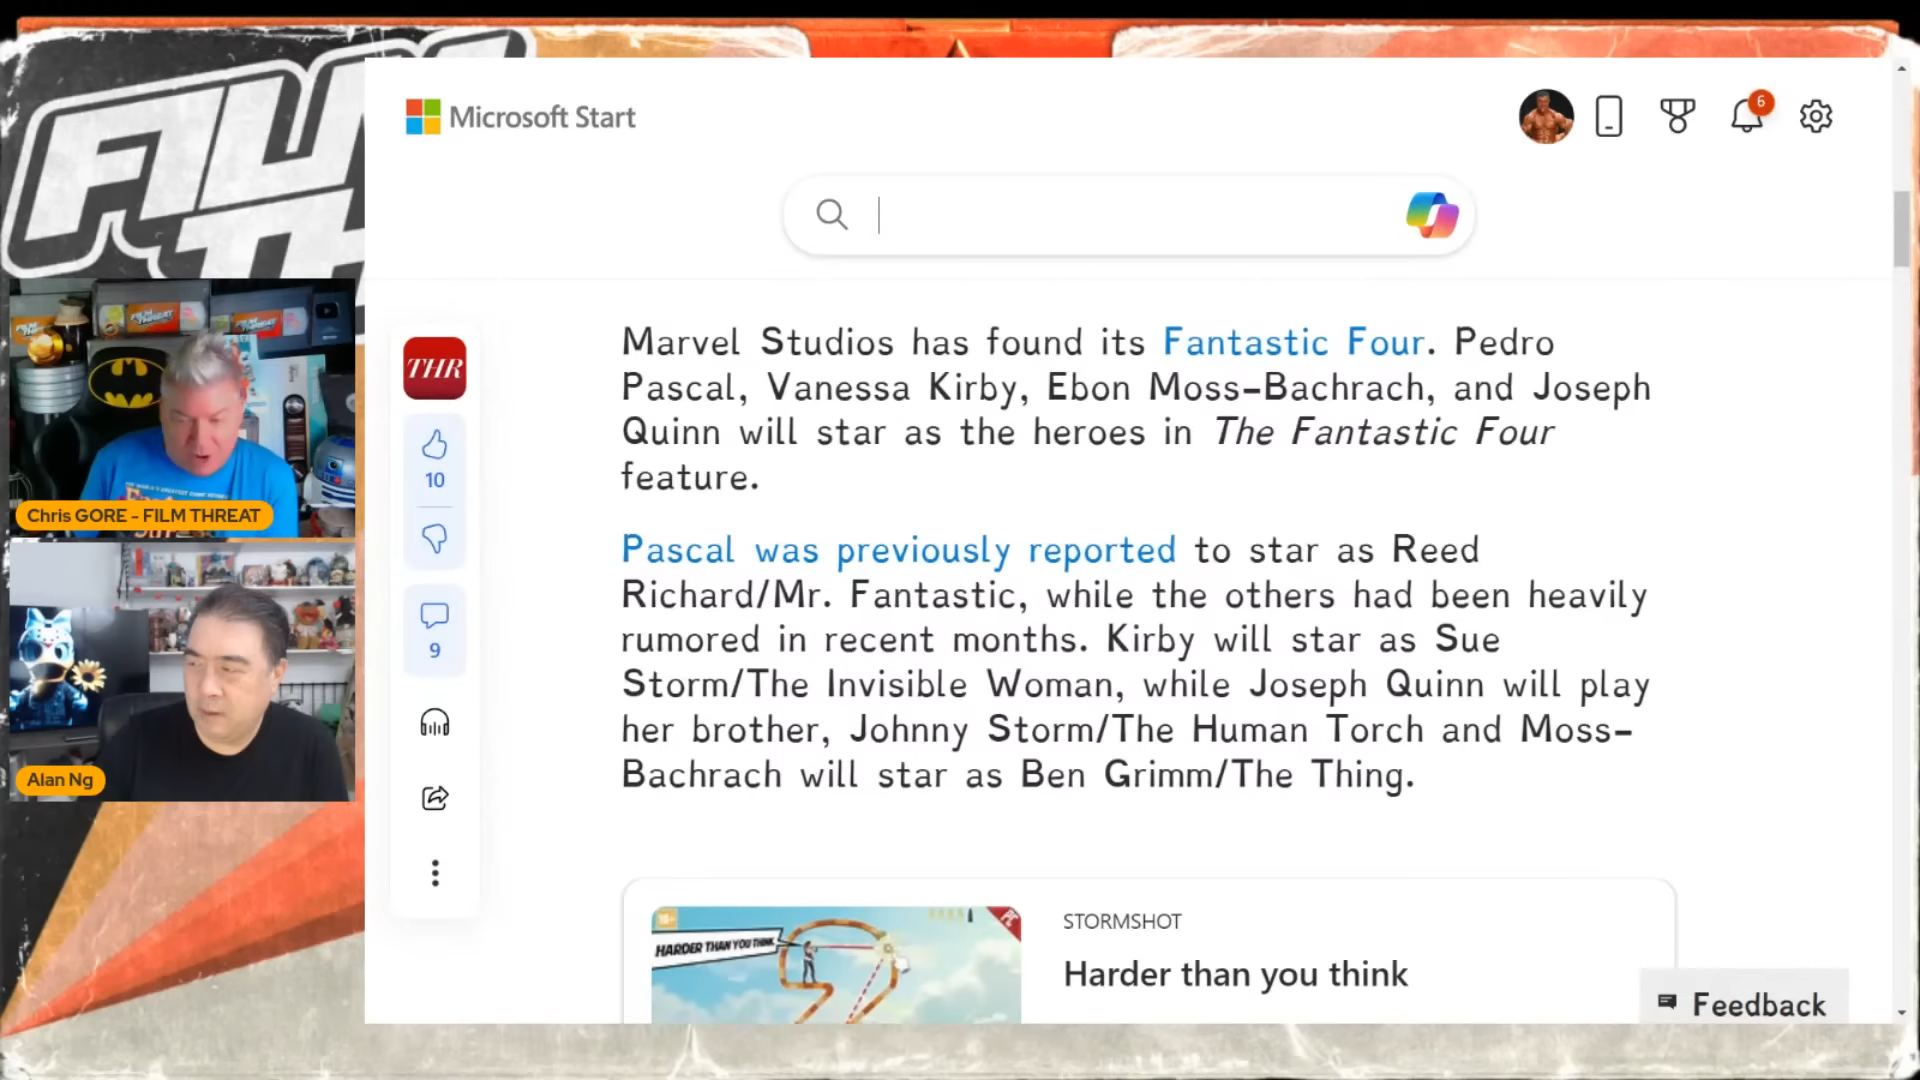 Microsoft Start
6
Marvel Studios has found its Fantastic Four. Pedro
Pascal, Vanessa Kirby, Ebon Moss-Bachrach, and Joseph
Quinn will star as the heroes in The Fantastic Four
feature.
THR
10
9
Pascal was previously reported to star as Reed
Richard/Mr. Fantastic, while the others had been heavily
rumored in recent months. Kirby will star as Sue
Storm/The Invisible Woman, while Joseph Quinn will play
her brother, Johnny Storm/The Human Torch and Moss-
Bachrach will star as Ben Grimm/The Thing.
Chris GORE - FILM THREAT
Alan Ng
HARDER THAN YOU THINK
PC
STORMSHOT
Harder than you think
Feedback